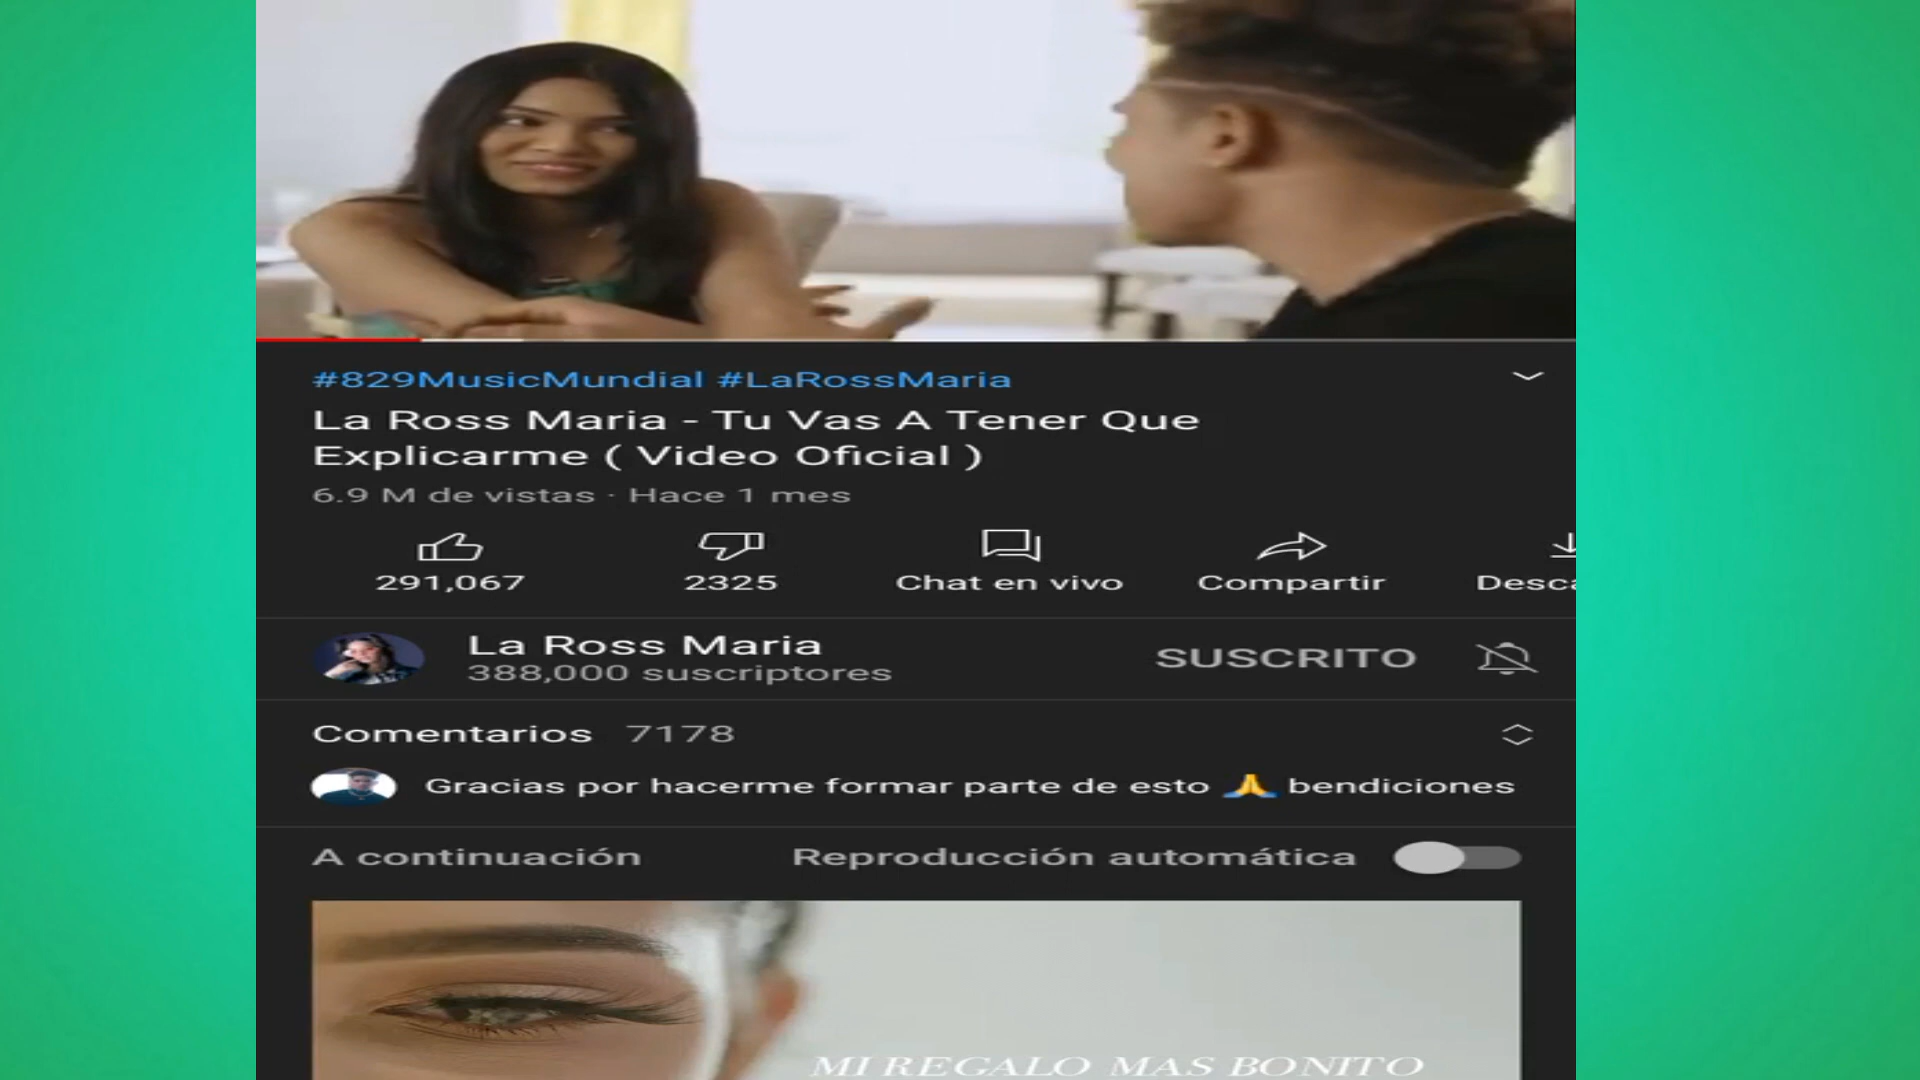 #829MusicMundial #LaRossMaria
La Ross Maria - Tu Vas A Tener Que
Explicarme ( Video Oficial )
6.9 M de vistas · Hace 1 mes
291,067 2325 Chat en vivo Compartir Desca
La Ross Maria
388,000 suscriptores
SUSCRITO
Comentarios 7178
Gracias por hacerme formar parte de esto 🙏 bendiciones
A continuación Reproducción automática
MI REGALO MAS BONITO